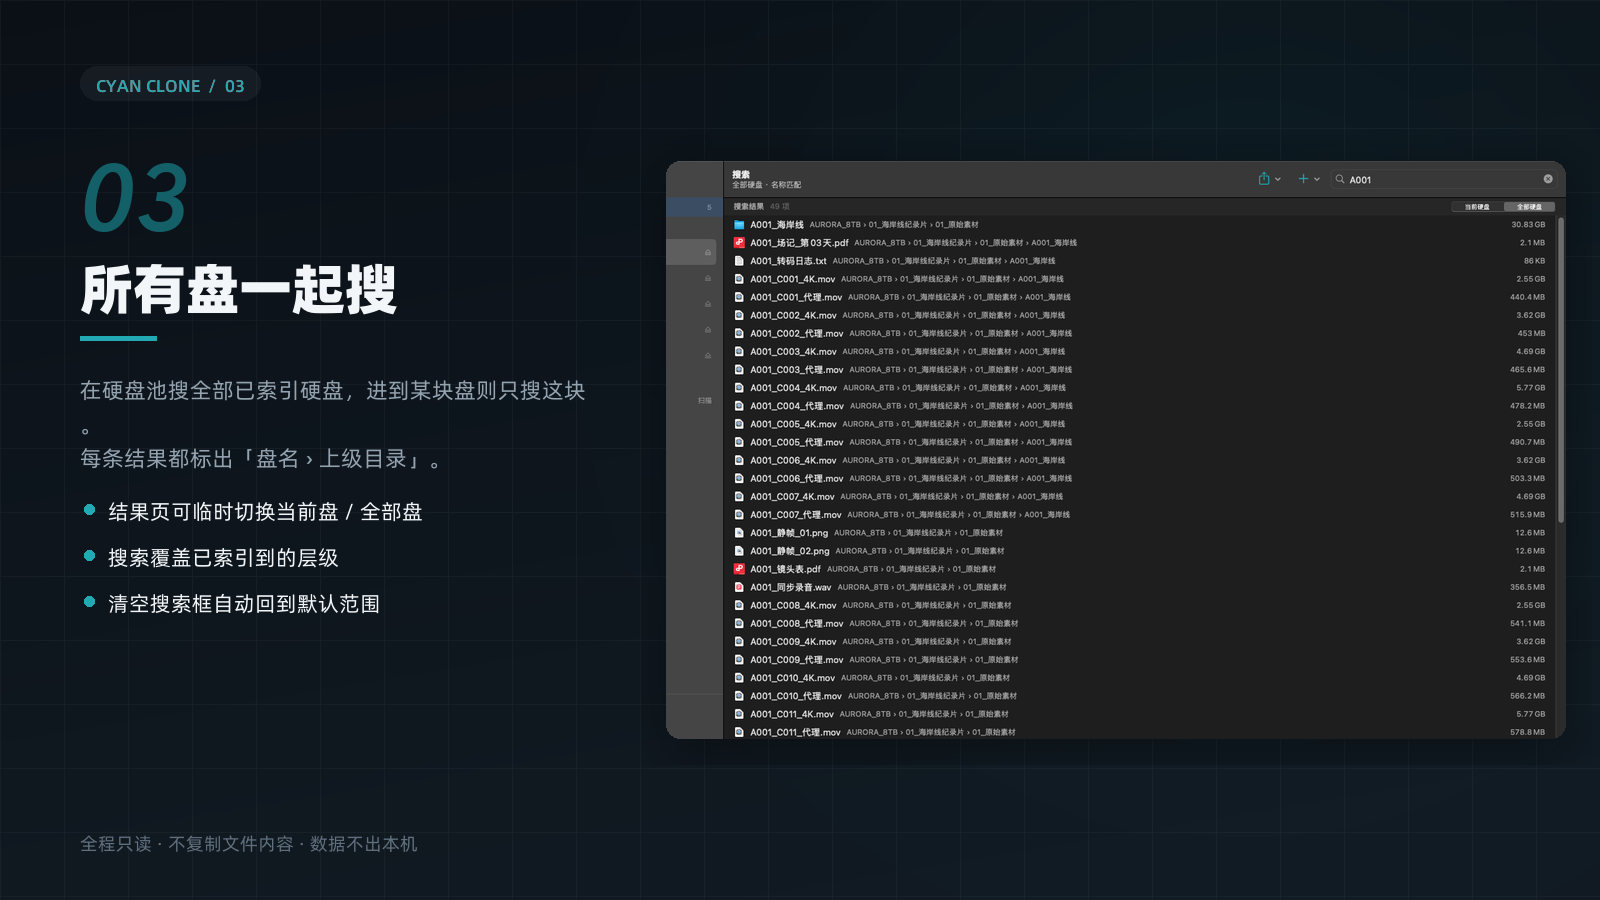 CYAN CLONE / 03
03
所有盘一起搜
在硬盘池搜全部已索引硬盘，进到某块盘则只搜这块
。
每条结果都标出「盘名 › 上级目录」。
结果页可临时切换当前盘 / 全部盘
搜索覆盖已索引到的层级
清空搜索框自动回到默认范围
全程只读 · 不复制文件内容 · 数据不出本机
5
扫描
搜索
全部硬盘 · 名称匹配
A001
搜索结果 49 项
当前硬盘 全部硬盘
A001_海岸线 AURORA_8TB › 01_海岸线纪录片 › 01_原始素材 30.83 GB
A001_场记_第03天.pdf AURORA_8TB › 01_海岸线纪录片 › 01_原始素材 › A001_海岸线 2.1 MB
A001_转码日志.txt AURORA_8TB › 01_海岸线纪录片 › 01_原始素材 › A001_海岸线 86 KB
A001_C001_4K.mov AURORA_8TB › 01_海岸线纪录片 › 01_原始素材 › A001_海岸线 2.55 GB
A001_C001_代理.mov AURORA_8TB › 01_海岸线纪录片 › 01_原始素材 › A001_海岸线 440.4 MB
A001_C002_4K.mov AURORA_8TB › 01_海岸线纪录片 › 01_原始素材 › A001_海岸线 3.62 GB
A001_C002_代理.mov AURORA_8TB › 01_海岸线纪录片 › 01_原始素材 › A001_海岸线 453 MB
A001_C003_4K.mov AURORA_8TB › 01_海岸线纪录片 › 01_原始素材 › A001_海岸线 4.69 GB
A001_C003_代理.mov AURORA_8TB › 01_海岸线纪录片 › 01_原始素材 › A001_海岸线 465.6 MB
A001_C004_4K.mov AURORA_8TB › 01_海岸线纪录片 › 01_原始素材 › A001_海岸线 5.77 GB
A001_C004_代理.mov AURORA_8TB › 01_海岸线纪录片 › 01_原始素材 › A001_海岸线 478.2 MB
A001_C005_4K.mov AURORA_8TB › 01_海岸线纪录片 › 01_原始素材 › A001_海岸线 2.55 GB
A001_C005_代理.mov AURORA_8TB › 01_海岸线纪录片 › 01_原始素材 › A001_海岸线 490.7 MB
A001_C006_4K.mov AURORA_8TB › 01_海岸线纪录片 › 01_原始素材 › A001_海岸线 3.62 GB
A001_C006_代理.mov AURORA_8TB › 01_海岸线纪录片 › 01_原始素材 › A001_海岸线 503.3 MB
A001_C007_4K.mov AURORA_8TB › 01_海岸线纪录片 › 01_原始素材 › A001_海岸线 4.69 GB
A001_C007_代理.mov AURORA_8TB › 01_海岸线纪录片 › 01_原始素材 › A001_海岸线 515.9 MB
A001_静帧_01.png AURORA_8TB › 01_海岸线纪录片 › 01_原始素材 12.6 MB
A001_静帧_02.png AURORA_8TB › 01_海岸线纪录片 › 01_原始素材 12.6 MB
A001_镜头表.pdf AURORA_8TB › 01_海岸线纪录片 › 01_原始素材 2.1 MB
A001_同步录音.wav AURORA_8TB › 01_海岸线纪录片 › 01_原始素材 356.5 MB
A001_C008_4K.mov AURORA_8TB › 01_海岸线纪录片 › 01_原始素材 2.55 GB
A001_C008_代理.mov AURORA_8TB › 01_海岸线纪录片 › 01_原始素材 541.1 MB
A001_C009_4K.mov AURORA_8TB › 01_海岸线纪录片 › 01_原始素材 3.62 GB
A001_C009_代理.mov AURORA_8TB › 01_海岸线纪录片 › 01_原始素材 553.6 MB
A001_C010_4K.mov AURORA_8TB › 01_海岸线纪录片 › 01_原始素材 4.69 GB
A001_C010_代理.mov AURORA_8TB › 01_海岸线纪录片 › 01_原始素材 566.2 MB
A001_C011_4K.mov AURORA_8TB › 01_海岸线纪录片 › 01_原始素材 5.77 GB
A001_C011_代理.mov AURORA_8TB › 01_海岸线纪录片 › 01_原始素材 578.8 MB